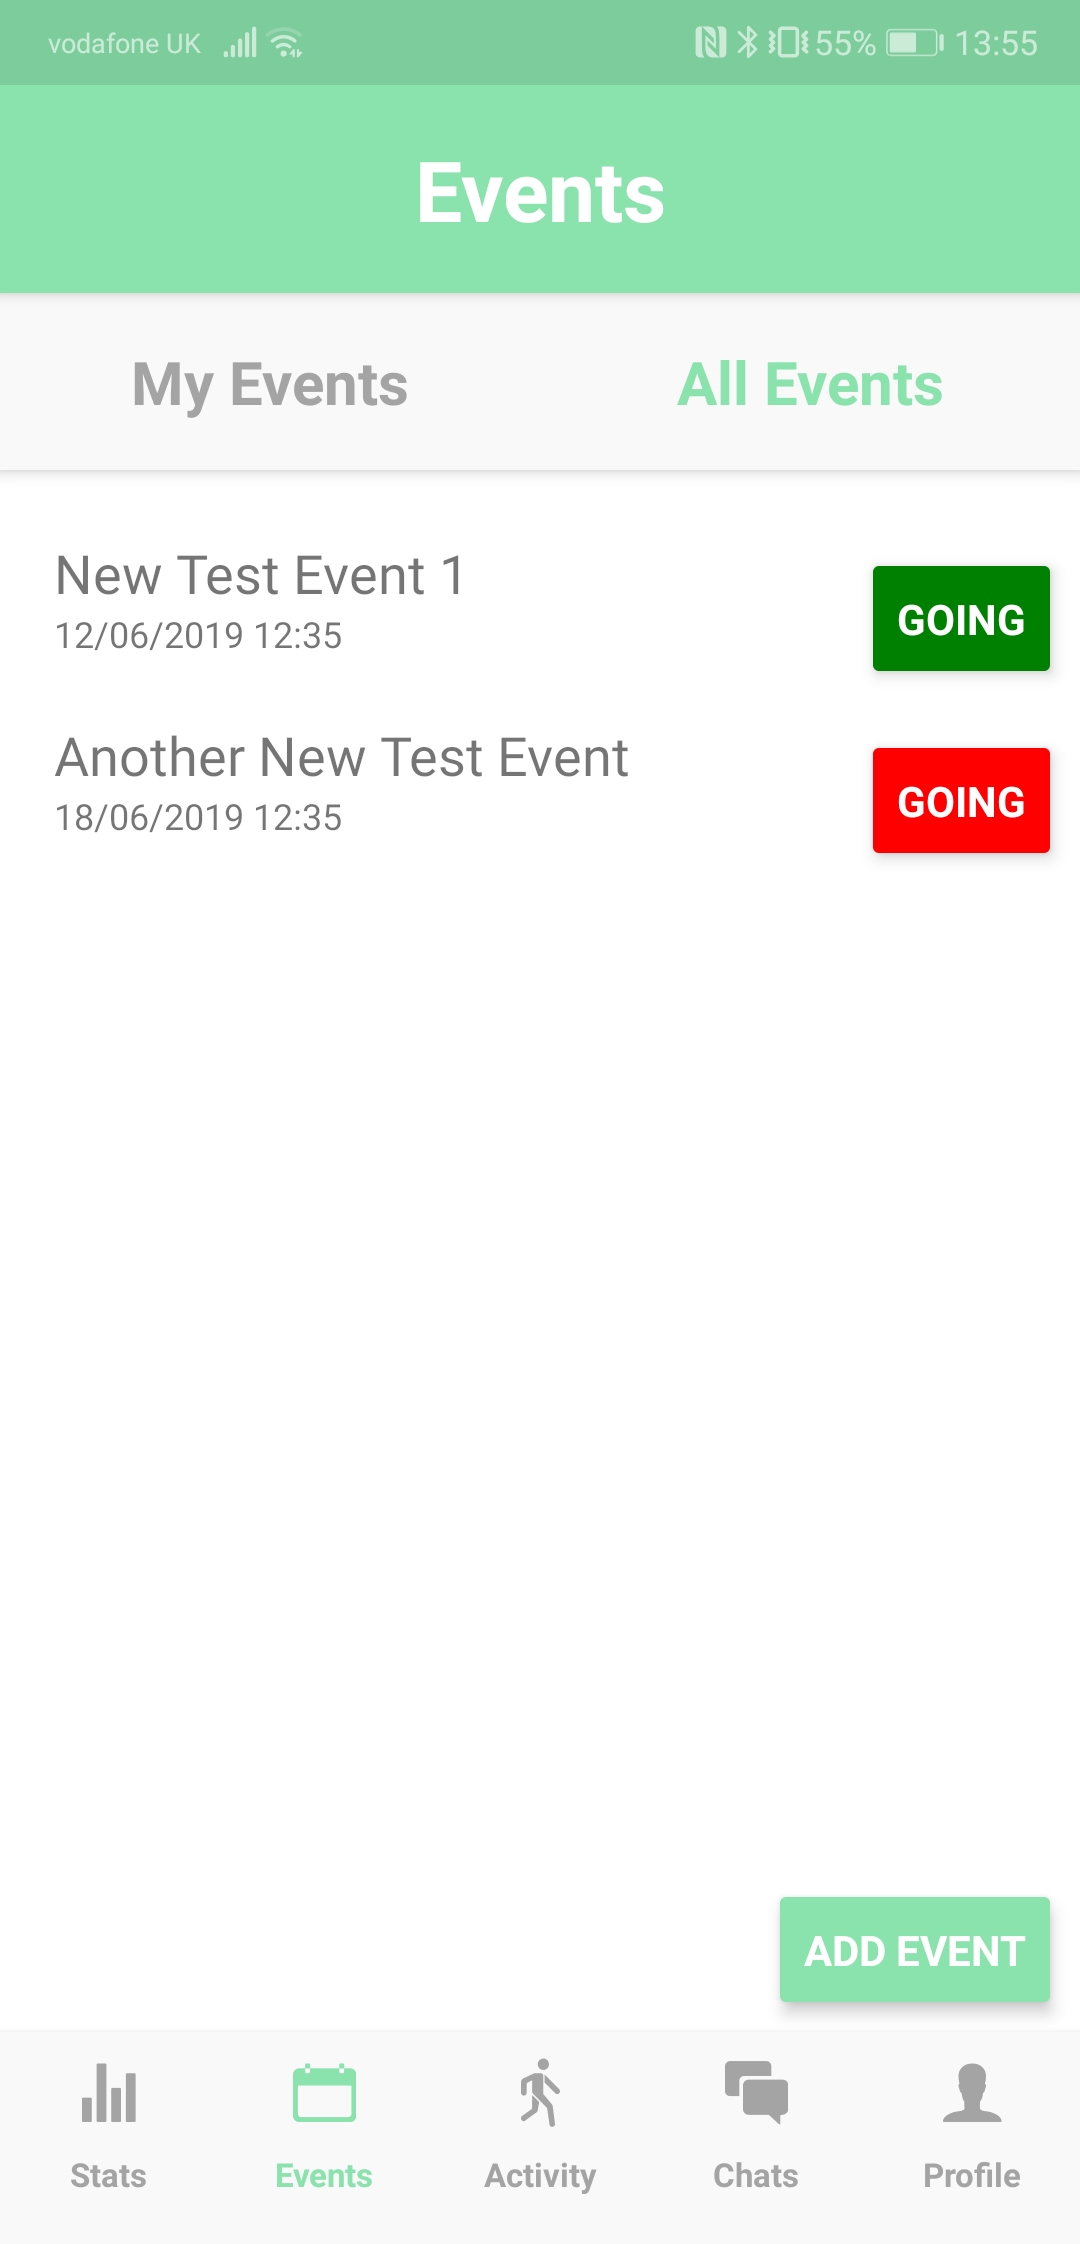 vodafone UK 55% 13:55
Events
My Events All Events
New Test Event 1
12/06/2019 12:35
GOING
Another New Test Event
18/06/2019 12:35
GOING
ADD EVENT
Stats Events Activity Chats Profile